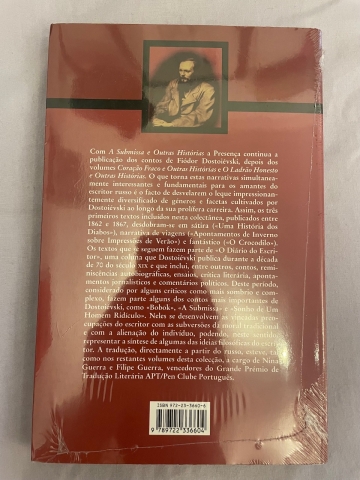 Com A Submissa e Outras Histórias a Presença continua a
publicação dos contos de Fiódor Dostoiévski, depois dos
volumes Coração Fraco e Outras Histórias e O Ladrão Honesto
e Outras Histórias. O que torna estas narrativas simultanea-
mente interessantes e fundamentais para os amantes do
escritor russo é o facto de desvelarem o leque impressionan-
temente diversificado de géneros e facetas cultivados por
Dostoiévski ao longo da sua prolífera carreira. Assim, os três
primeiros textos incluídos nesta colectânea, publicados entre
1862 e 1867, desdobram-se em sátira («Uma História dos
Diabos»), narrativa de viagens («Apontamentos de Inverno
sobre Impressões de Verão») e fantástico («O Crocodilo»).
Os textos que se seguem fazem parte de «O Diário do Escri-
tor», uma coluna que Dostoiévski publica durante a década
de 70 do século XIX e que inclui, entre outros, contos, remi-
niscências autobiográficas, ensaios, crítica literária, aponta-
mentos jornalísticos e comentários políticos. Deste período,
considerado por alguns críticos como mais sombrio e com-
plexo, fazem parte alguns dos contos mais importantes de
Dostoiévski, como «Bobok», «A Submissa» e «Sonho de Um
Homem Ridículo». Neles se desenvolvem as vincadas preo-
cupações do escritor com as subversões da moral tradicional
e com a alienação do indivíduo, podendo, neste sentido,
representar a síntese de algumas das ideias filosóficas do escri-
tor. A tradução, directamente a partir do russo, esteve, tal
como nos restantes volumes desta colecção, a cargo de Nina
Guerra e Filipe Guerra, vencedores do Grande Prémio de
Tradução Literária APT/Pen Clube Português.
ISBN 972-23-3660-6
9 789722 336604